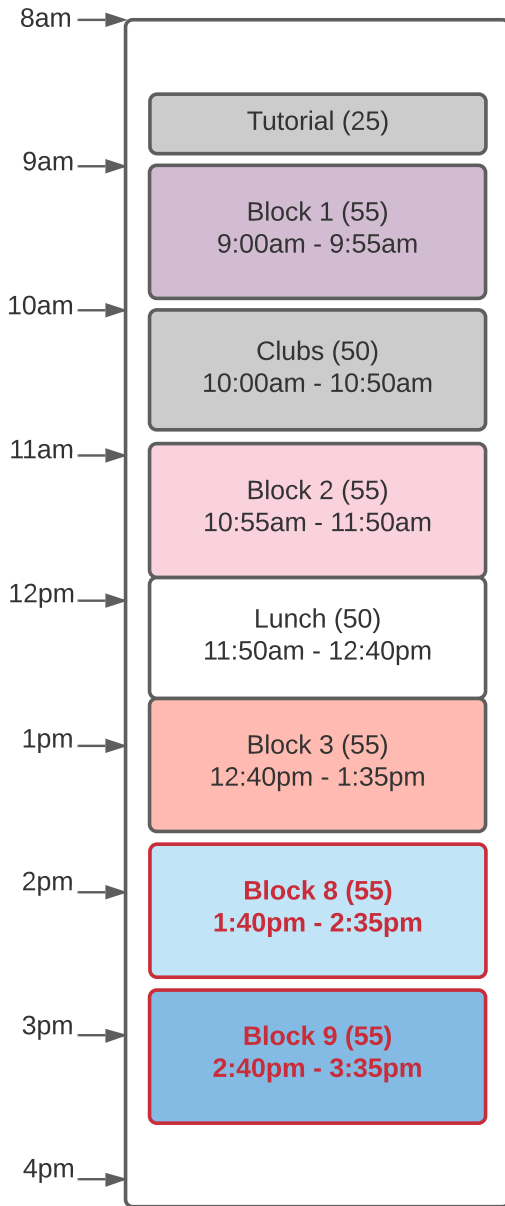 8am
Tutorial (25)
9am
Block 1 (55)
9:00am - 9:55am
10am
Clubs (50)
10:00am - 10:50am
11am
Block 2 (55)
10:55am - 11:50am
12pm
Lunch (50)
11:50am - 12:40pm
1pm
Block 3 (55)
12:40pm - 1:35pm
2pm
Block 8 (55)
1:40pm - 2:35pm
3pm
Block 9 (55)
2:40pm - 3:35pm
4pm